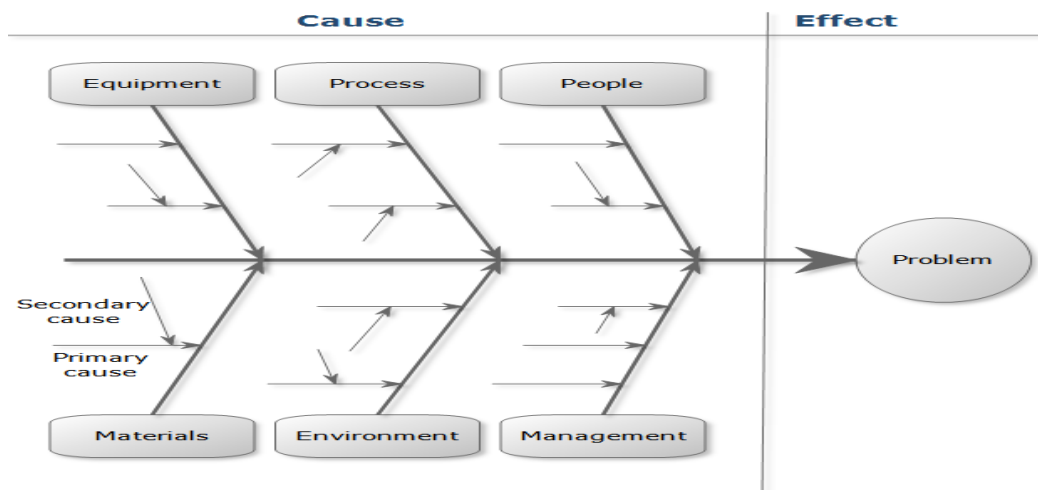 Cause
Effect
Equipment
Process
People
Problem
Secondary
cause
Primary
cause
Materials
Environment
Management